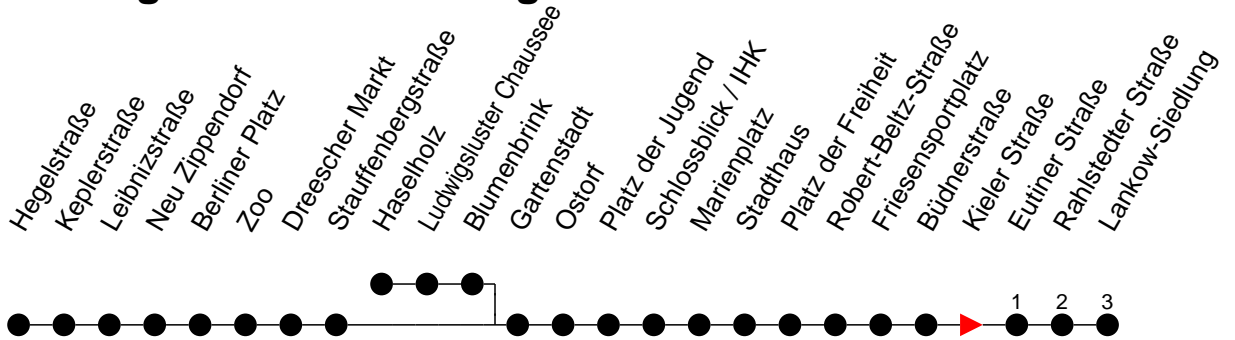 Hegelstraße
Keplerstraße
Leibnizstraße
Neu Zippendorf
Berliner Platz
Zoo
Dreescher Markt
Stauffenbergstraße
Haselholz
Ludwigsluster Chaussee
Blumenbrink
Gartenstadt
Ostorf
Platz der Jugend
Schlossblick / IHK
Marienplatz
Stadthaus
Platz der Freiheit
Robert-Beltz-Straße
Friesensportplatz
Büdnerstraße
Kieler Straße
Eutiner Straße
Rahlstedter Straße
Lankow-Siedlung
1 2 3